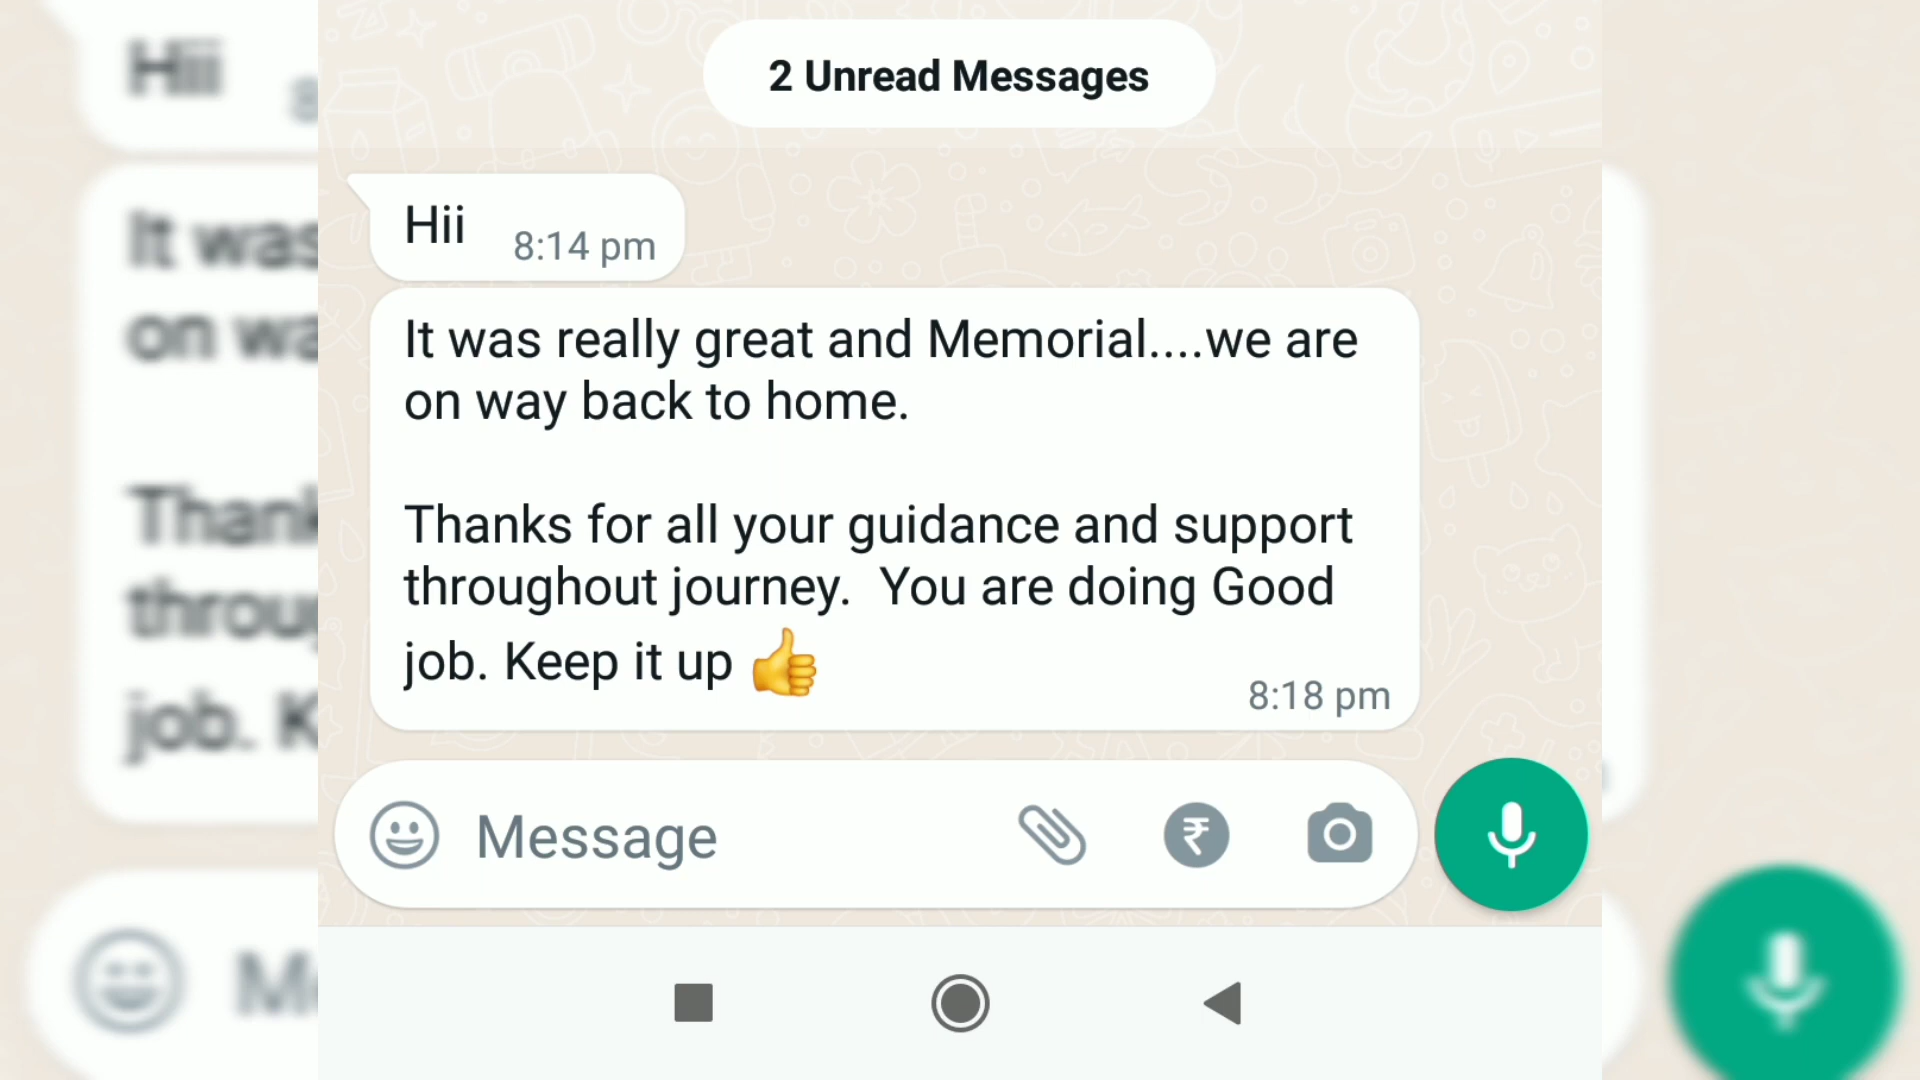 2 Unread Messages
Hii
8:14 pm
It was really great and Memorial....we are
on way back to home.
Thanks for all your guidance and support
throughout journey.  You are doing Good
job. Keep it up 👍
8:18 pm
Message
₹